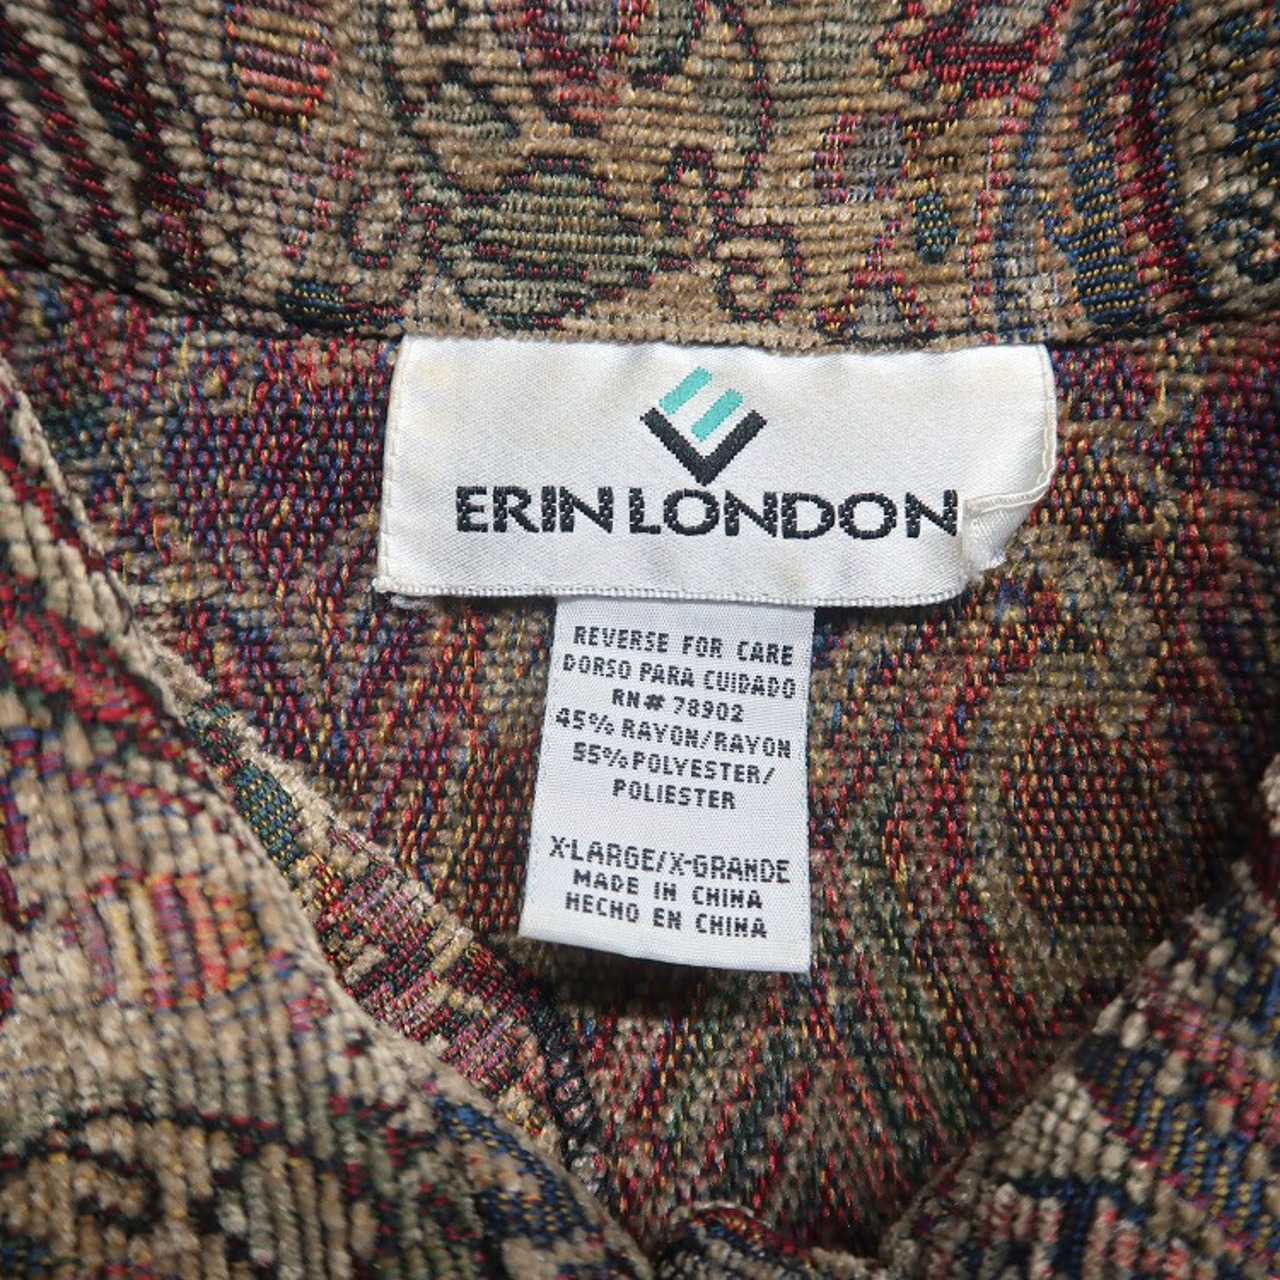 ERIN LONDON
REVERSE FOR CARE
DORSO PARA CUIDADO
RN# 78902
45% RAYON/RAYON
55% POLYESTER/
POLIESTER
X-LARGE/X-GRANDE
MADE IN CHINA
HECHO EN CHINA